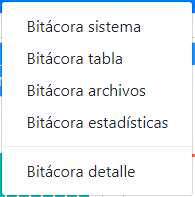 Bitácora sistema
Bitácora tabla
Bitácora archivos
Bitácora estadísticas
Bitácora detalle